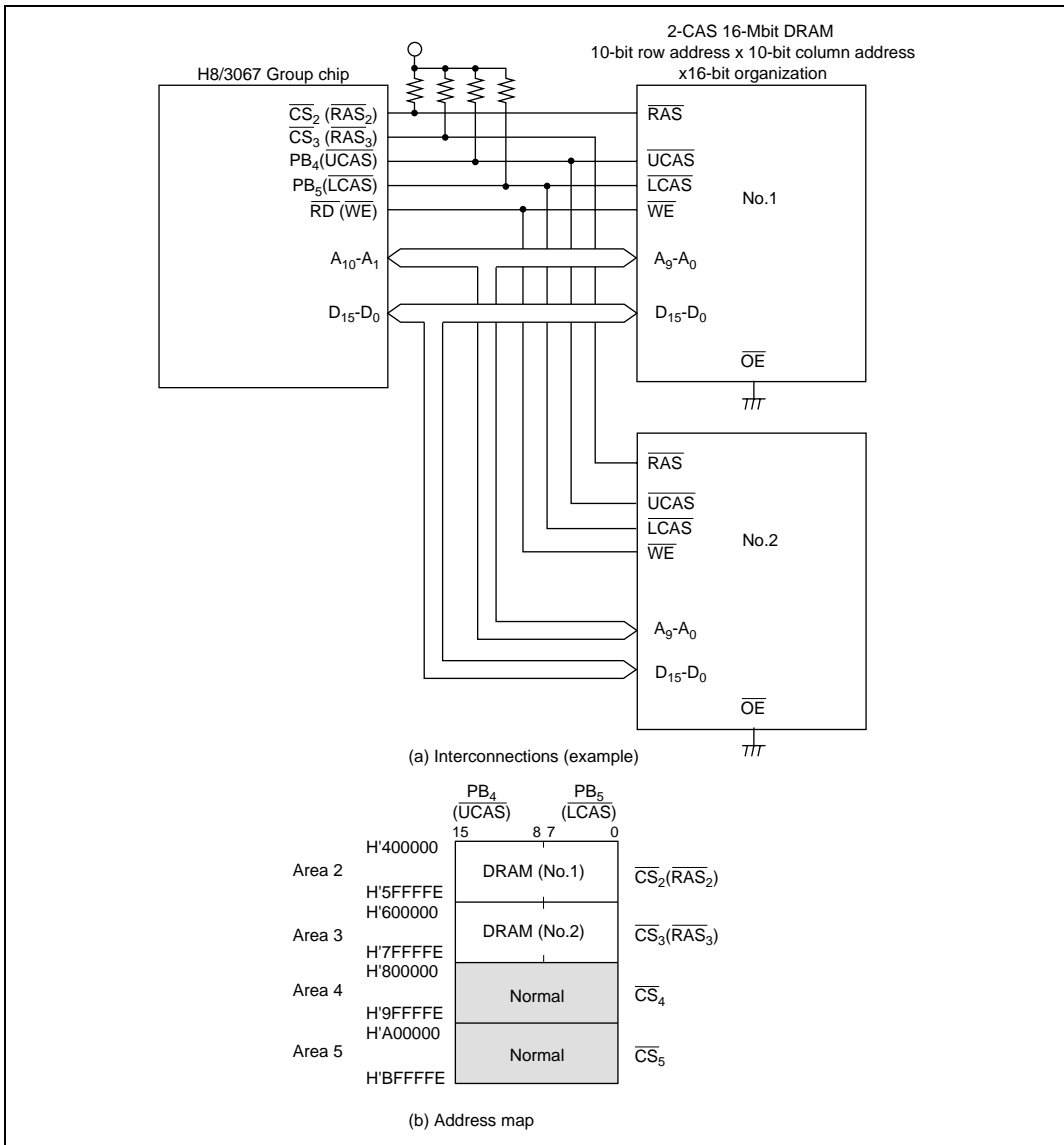 2-CAS 16-Mbit DRAM
10-bit row address x 10-bit column address
x16-bit organization
H8/3067 Group chip
CS2 (RAS2)
CS3 (RAS3)
PB4(UCAS)
PB5(LCAS)
RD (WE)
A10-A1
D15-D0
RAS
UCAS
LCAS
WE
No.1
A9-A0
D15-D0
OE
RAS
UCAS
LCAS
WE
No.2
A9-A0
D15-D0
OE
(a) Interconnections (example)
PB4 PB5
(UCAS) (LCAS)
15 8 7 0
H'400000
Area 2 DRAM (No.1) CS2(RAS2)
H'5FFFFE
H'600000
Area 3 DRAM (No.2) CS3(RAS3)
H'7FFFFE
H'800000
Area 4 Normal CS4
H'9FFFFE
H'A00000
Area 5 Normal CS5
H'BFFFFE
(b) Address map